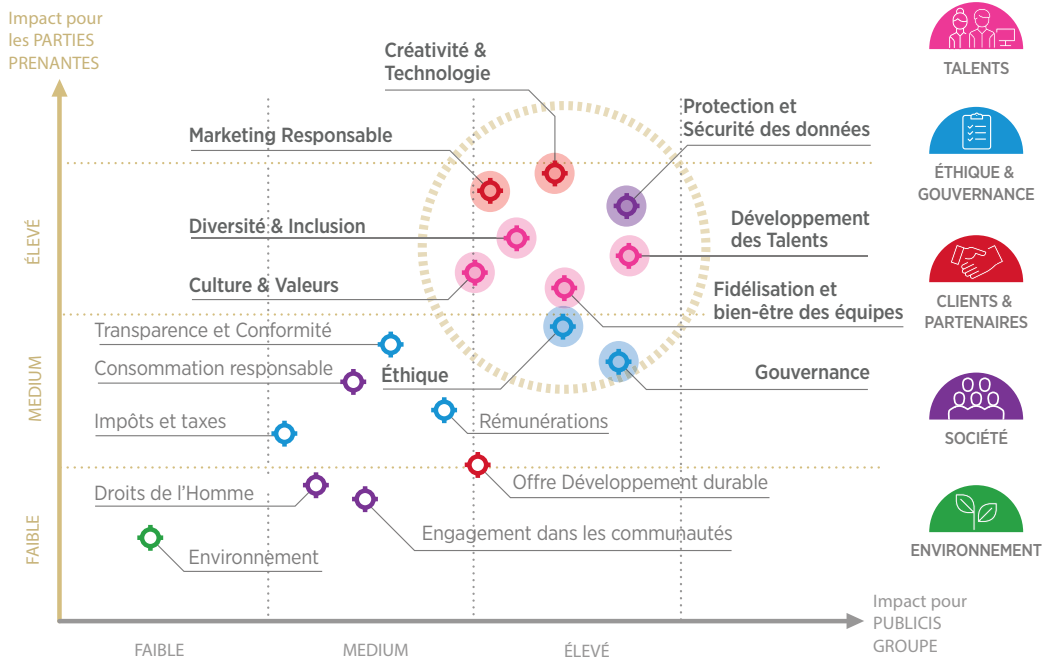 Impact pour
les PARTIES
PRENANTES
Créativité &
Technologie
Protection et
Sécurité des données
Marketing Responsable
Diversité & Inclusion
Développement
des Talents
Culture & Valeurs
Fidélisation et
bien-être des équipes
Transparence et Conformité
Consommation responsable
Éthique
Gouvernance
Impôts et taxes
Rémunérations
Droits de l'Homme
Offre Développement durable
Engagement dans les communautés
Environnement
ÉLEVÉ
MEDIUM
FAIBLE
FAIBLE
MEDIUM
ÉLEVÉ
Impact pour
PUBLICIS
GROUPE
TALENTS
ÉTHIQUE &
GOUVERNANCE
CLIENTS &
PARTENAIRES
SOCIÉTÉ
ENVIRONNEMENT